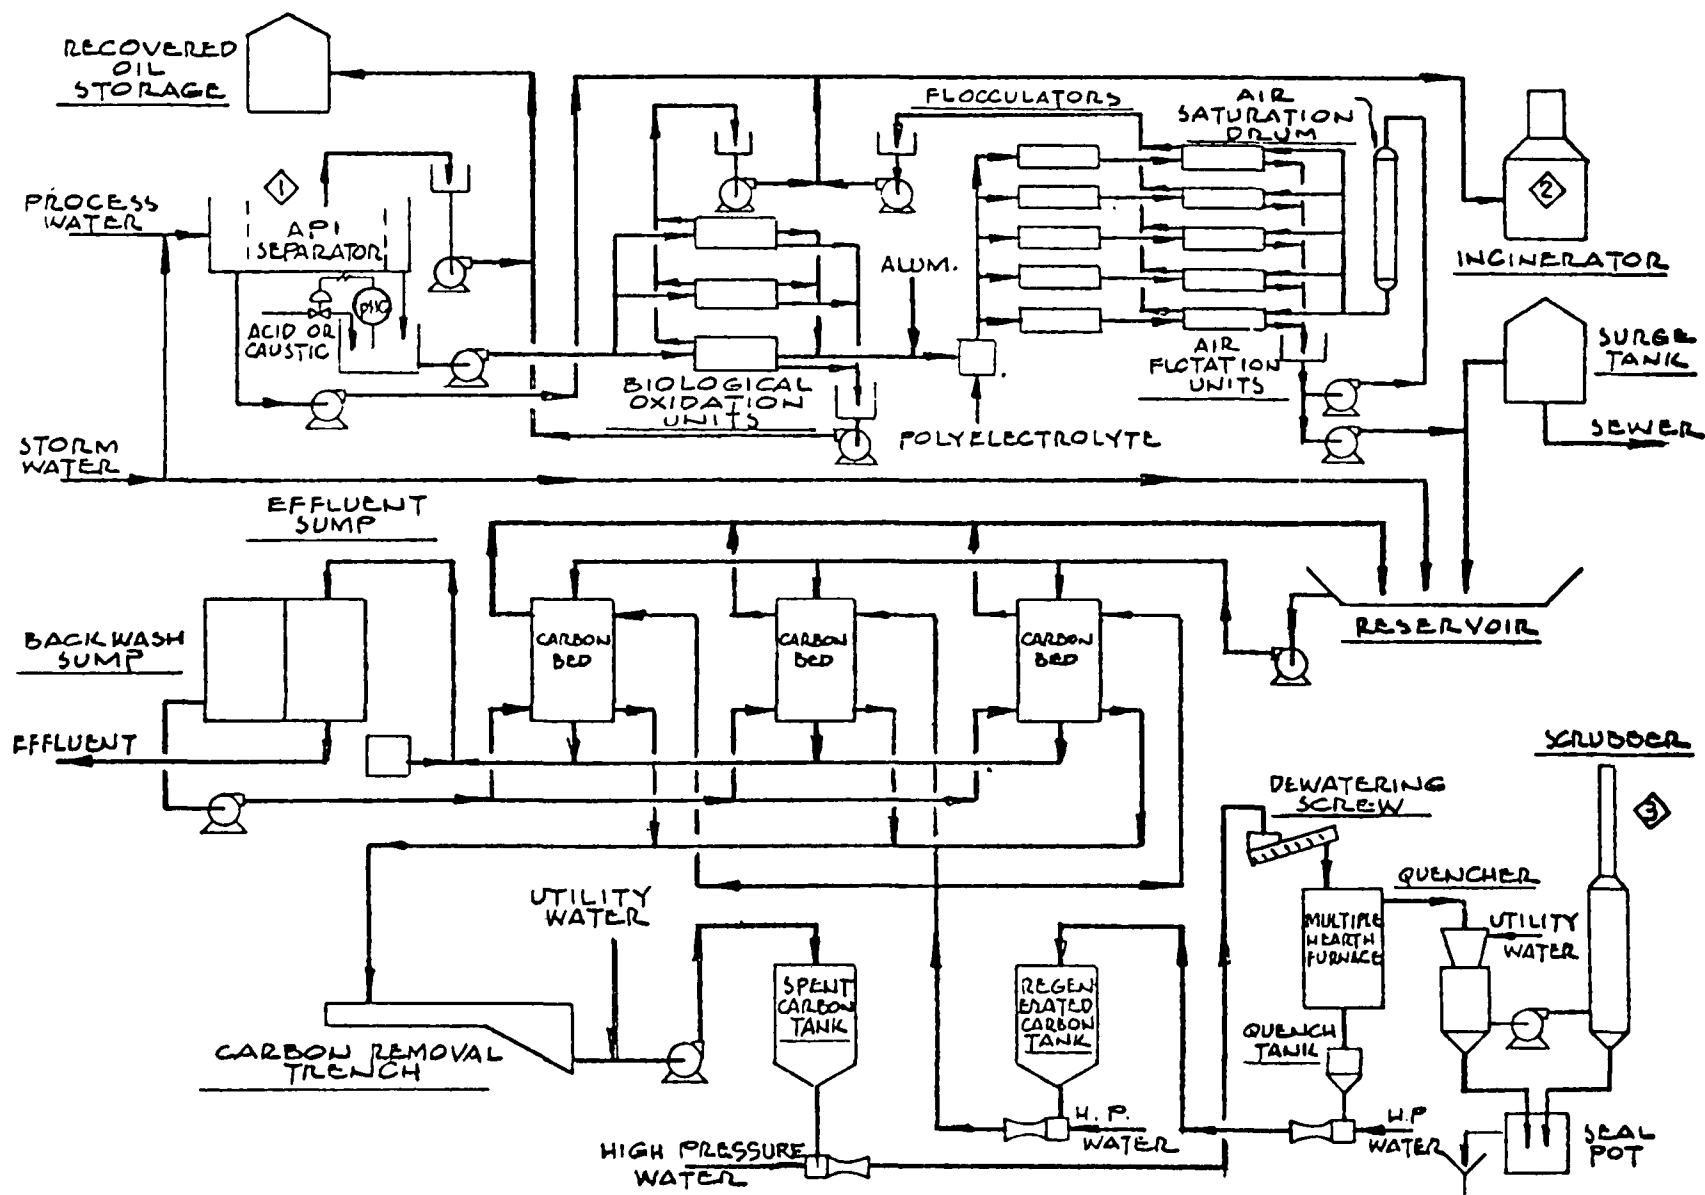 RECOVERED
OIL
STORAGE
1
PROCESS
WATER
API
SEPARATOR
ACID OR
CAUSTIC
STORM
WATER
BIOLOGICAL
OXIDATION
UNITS
ALUM.
POLYELECTROLYTE
FLOCCULATORS
AIR
SATURATION
DRUM
AIR
FLOTATION
UNITS
2
INCINERATOR
SURGE
TANK
SEWER
EFFLUENT
SUMP
BACKWASH
SUMP
EFFLUENT
CARBON
BED
CARBON
BED
CARBON
BED
RESERVOIR
SCRUBBER
3
DEWATERING
SCREW
QUENCHER
UTILITY
WATER
MULTIPLE
HEARTH
FURNACE
QUENCH
TANK
UTILITY
WATER
SPENT
CARBON
TANK
REGEN
ERATED
CARBON
TANK
CARBON REMOVAL
TRENCH
HIGH PRESSURE
WATER
H.P.
WATER
H.P
WATER
SEAL
POT